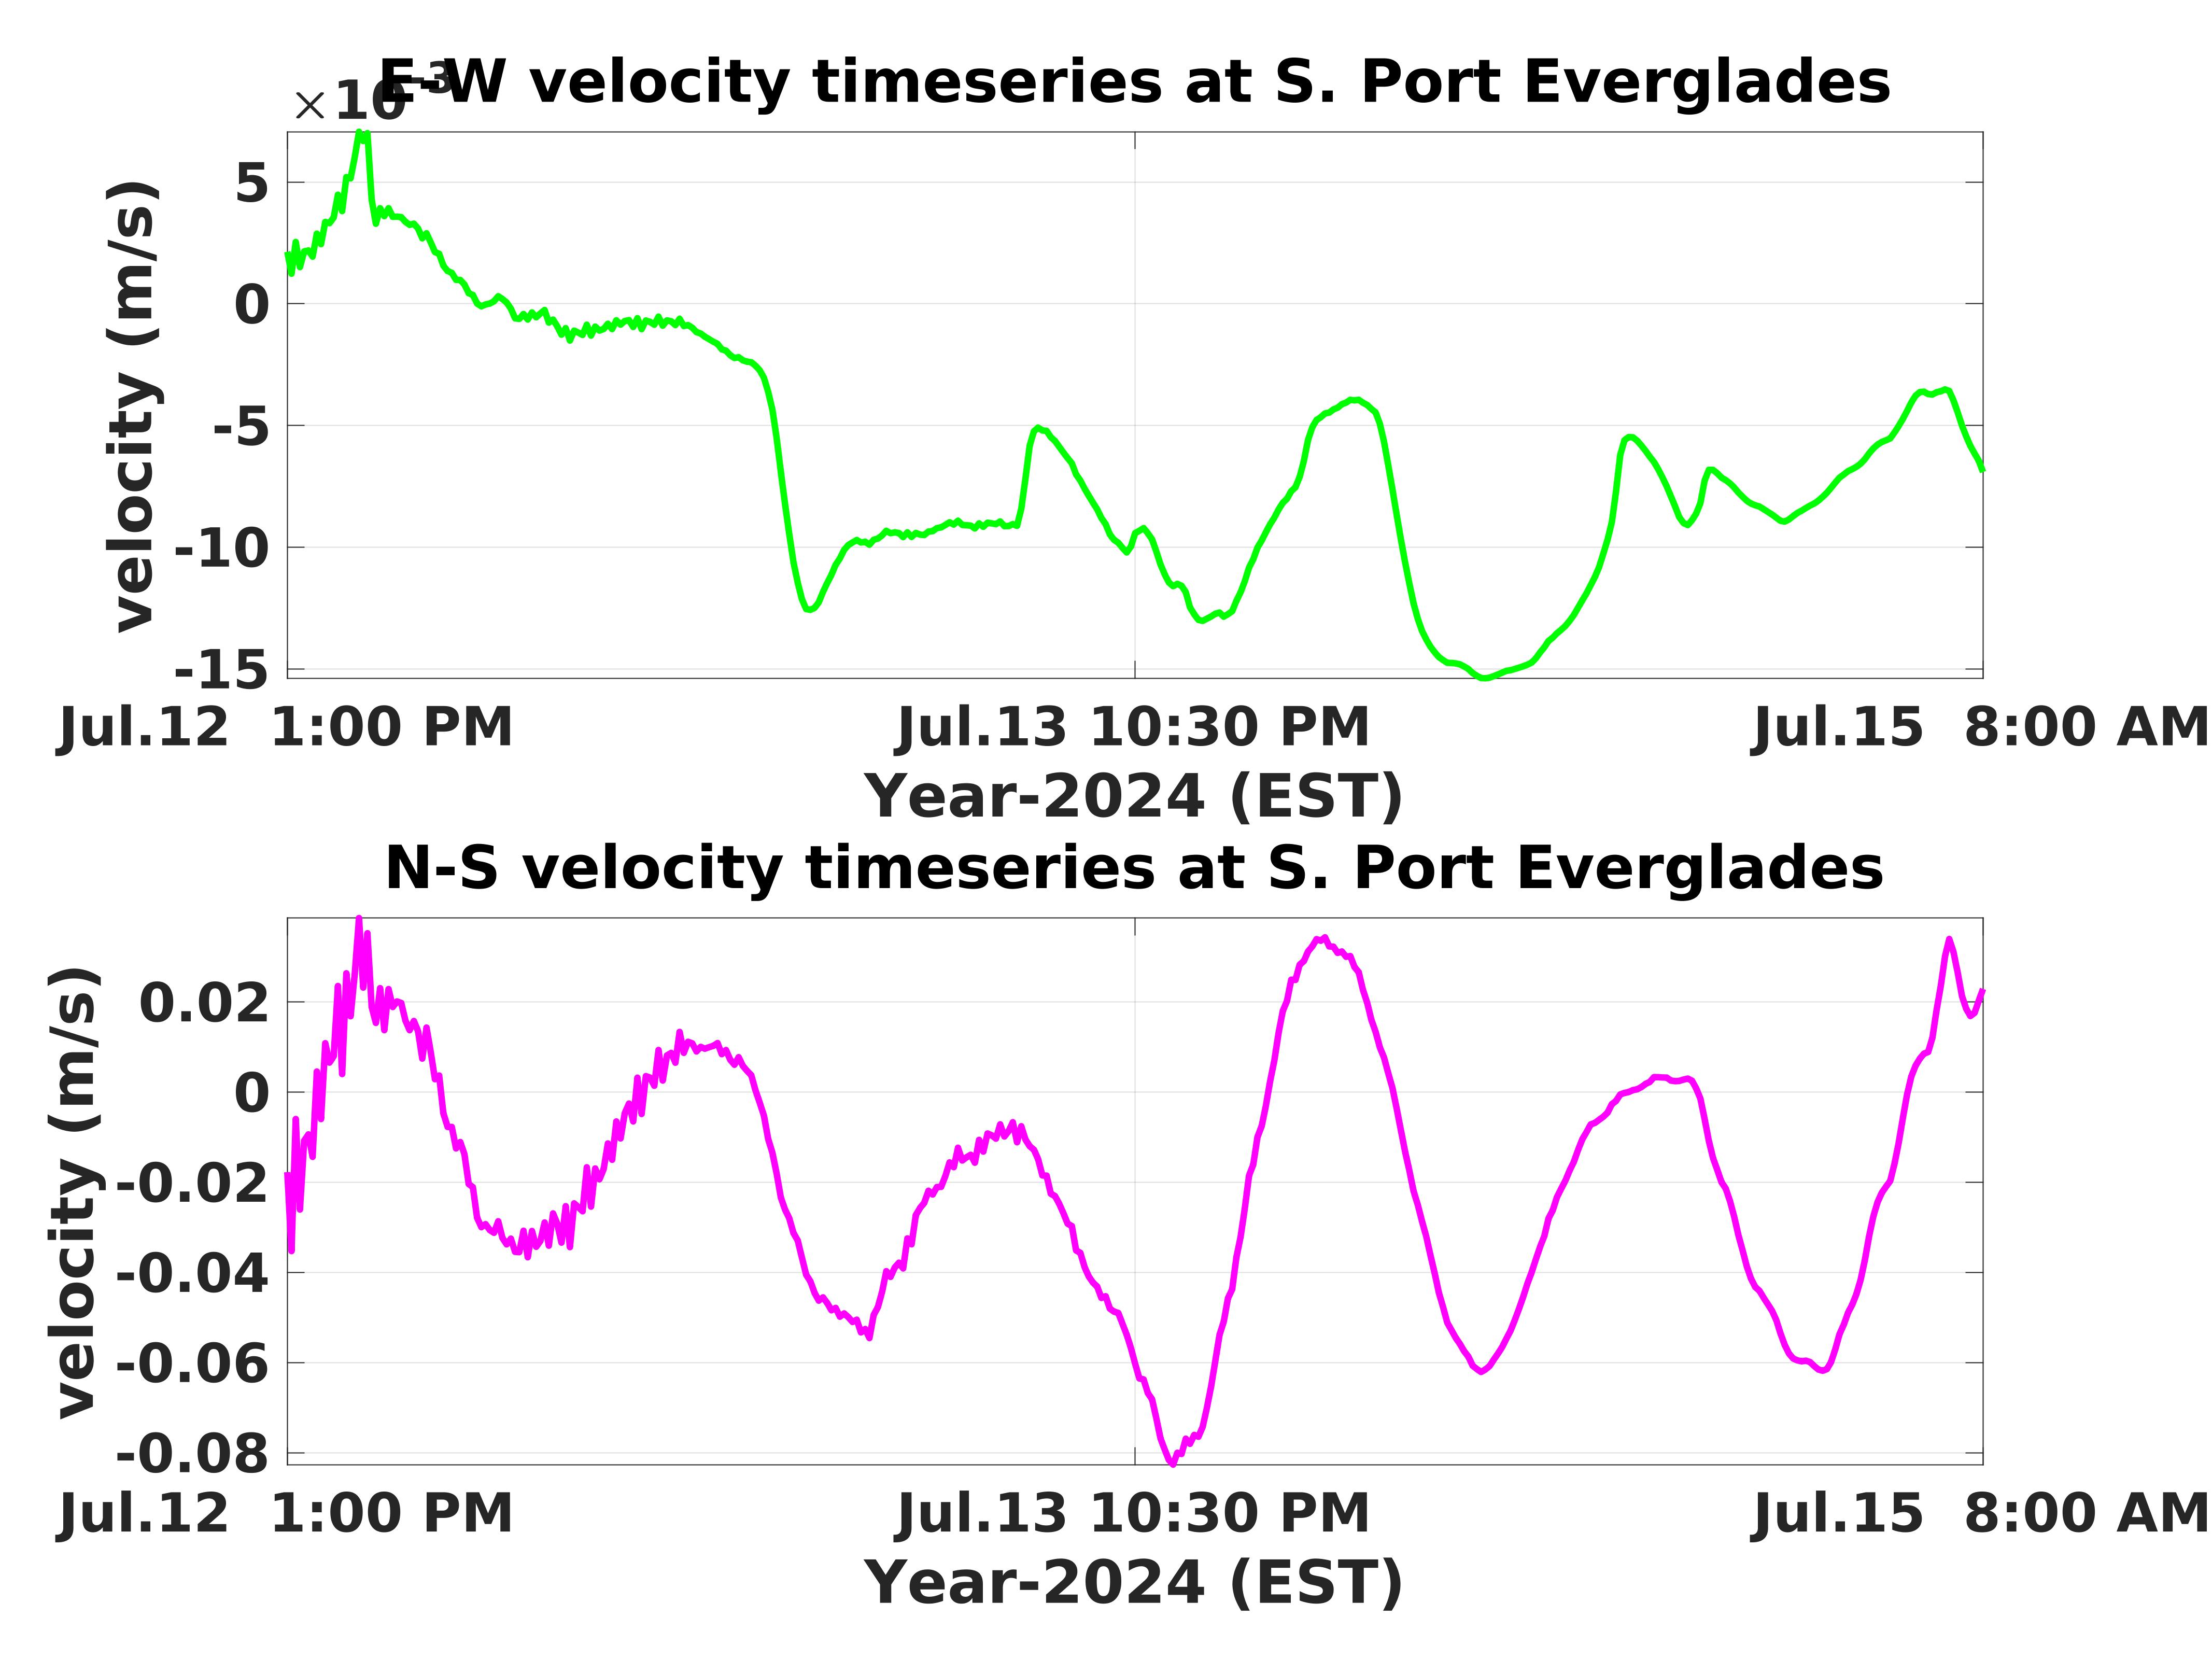 E-W velocity timeseries at S. Port Everglades
×10-3
velocity (m/s)
5
0
-5
-10
-15
Jul.12 1:00 PM Jul.13 10:30 PM Jul.15 8:00 AM
Year-2024 (EST)
N-S velocity timeseries at S. Port Everglades
velocity (m/s)
0.02
0
-0.02
-0.04
-0.06
-0.08
Jul.12 1:00 PM Jul.13 10:30 PM Jul.15 8:00 AM
Year-2024 (EST)